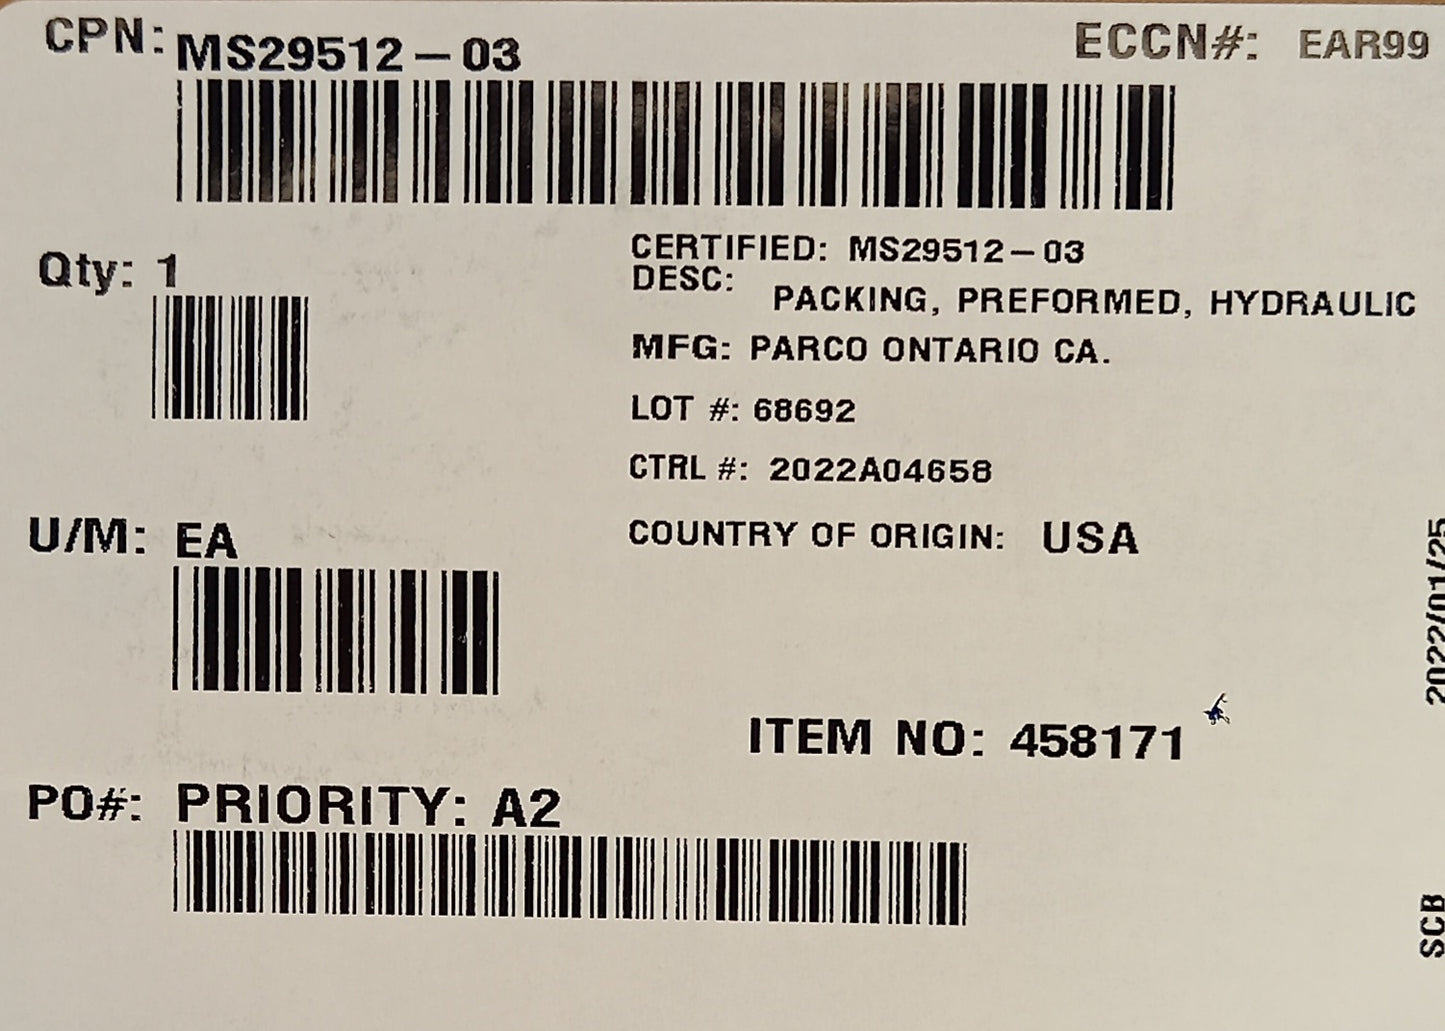 CPN: MS29512-03
ECCN#: EAR99
Qty: 1
CERTIFIED: MS29512-03
DESC: PACKING, PREFORMED, HYDRAULIC
MFG: PARCO ONTARIO CA.
LOT #: 68692
CTRL #: 2022A04658
U/M: EA
COUNTRY OF ORIGIN: USA
ITEM NO: 458171
PO#: PRIORITY: A2
2022/01/25
SCB